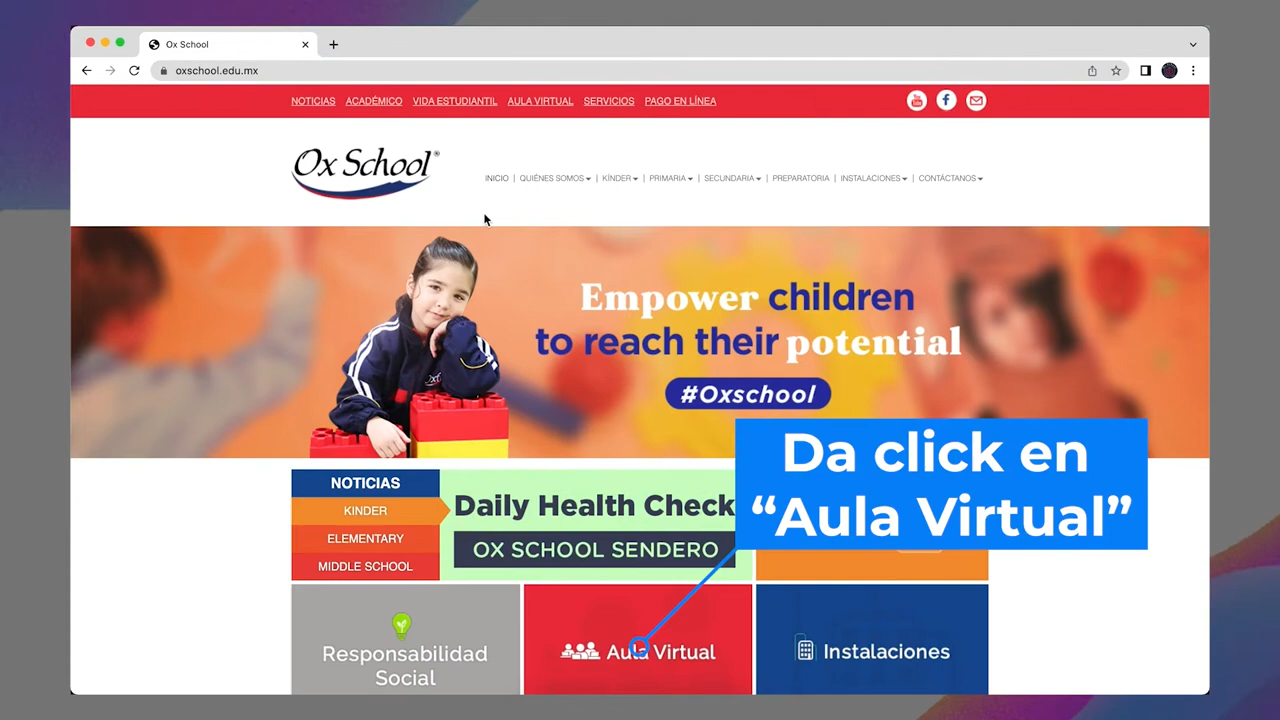 Ox School
oxschool.edu.mx
NOTICIAS ACADÉMICO VIDA ESTUDIANTIL AULA VIRTUAL SERVICIOS PAGO EN LÍNEA
You Tube
Ox School®
INICIO | QUIÉNES SOMOS | KÍNDER | PRIMARIA | SECUNDARIA | PREPARATORIA | INSTALACIONES | CONTÁCTANOS
Empower children
to reach their potential
#Oxschool
Da click en
“Aula Virtual”
NOTICIAS
KINDER
ELEMENTARY
MIDDLE SCHOOL
Daily Health Check
OX SCHOOL SENDERO
Responsabilidad
Social
Aula Virtual
Instalaciones